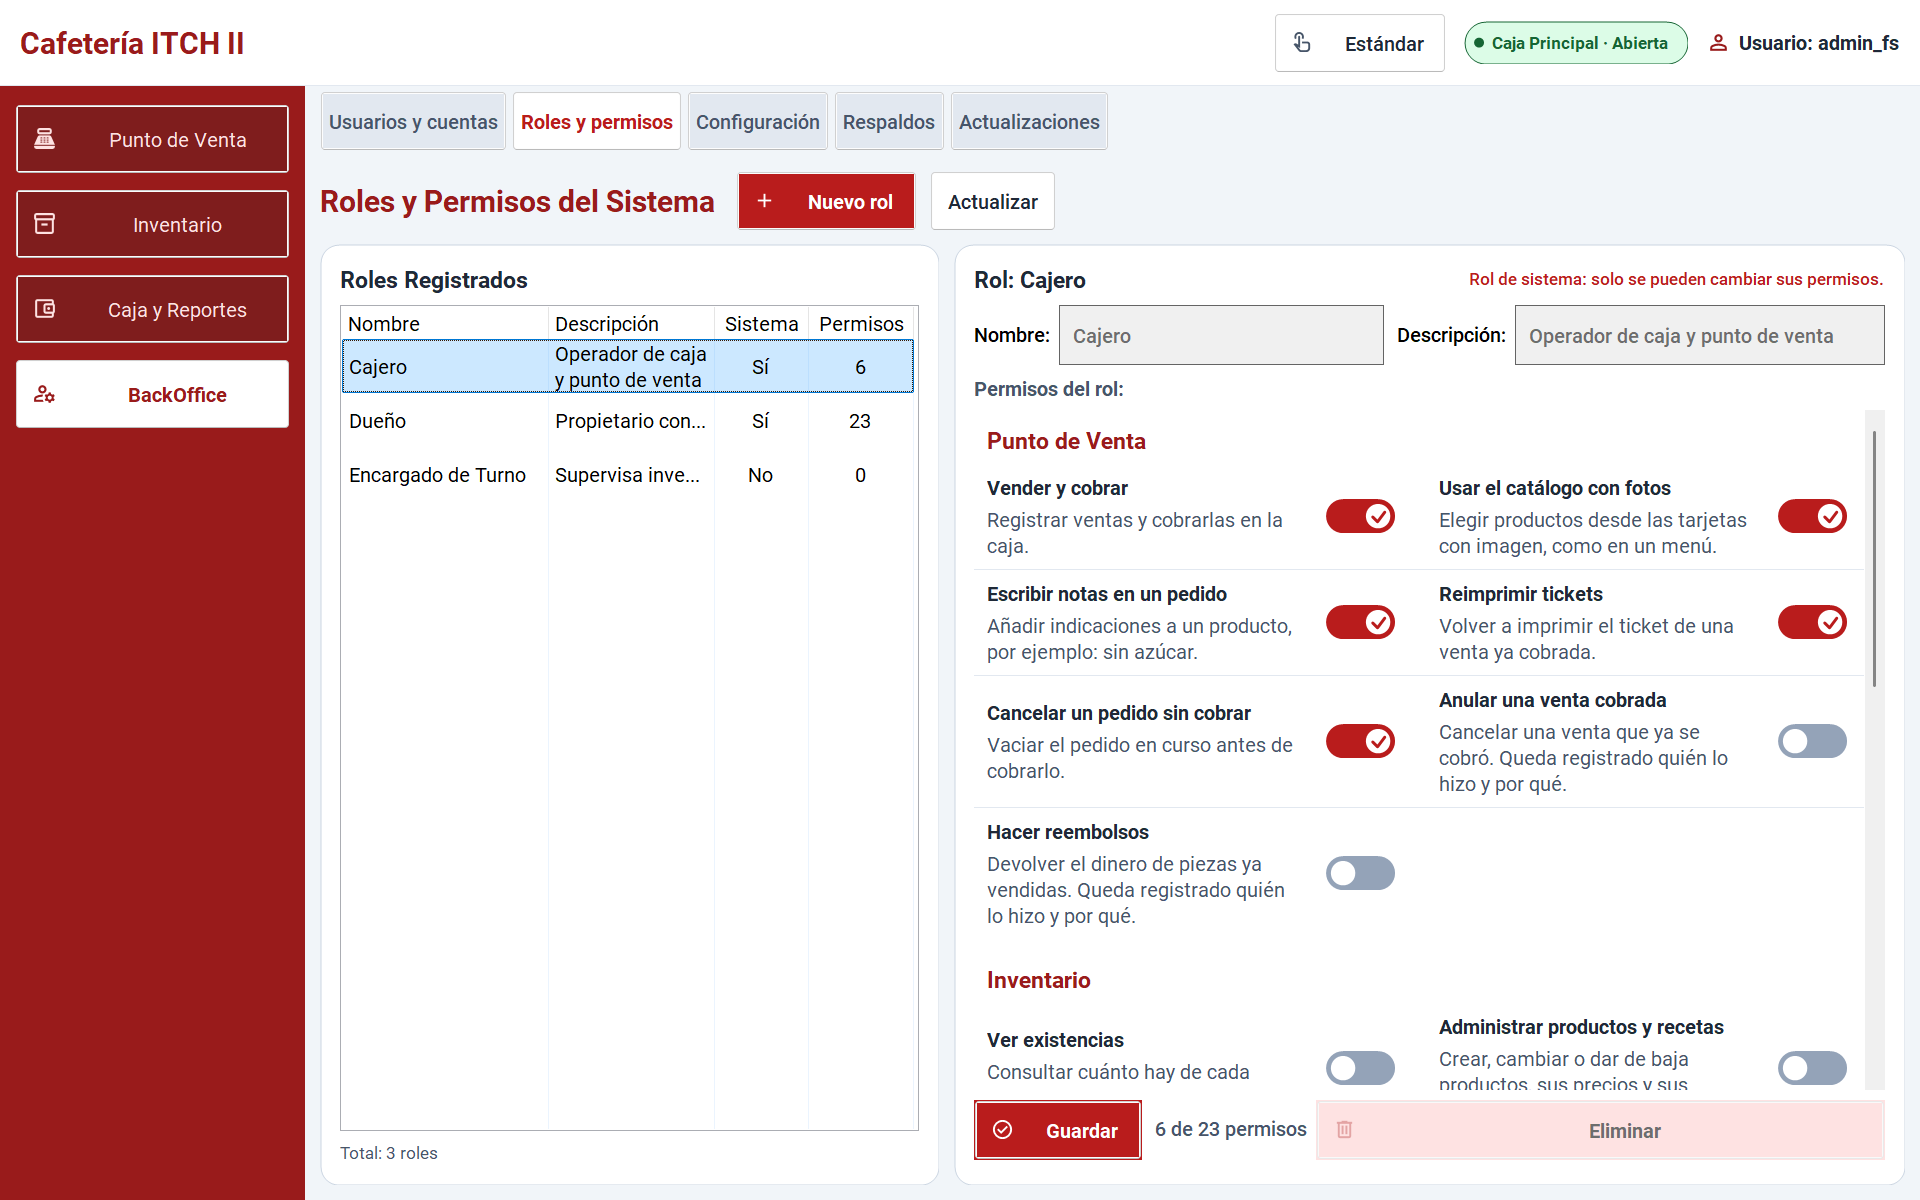 Cafetería ITCH II
Estándar
Caja Principal · Abierta
Usuario: admin_fs
Punto de Venta
Inventario
Caja y Reportes
BackOffice
Usuarios y cuentas
Roles y permisos
Configuración
Respaldos
Actualizaciones
Roles y Permisos del Sistema
+ Nuevo rol
Actualizar
Roles Registrados
Nombre Descripción Sistema Permisos
Cajero Operador de caja y punto de venta Sí 6
Dueño Propietario con... Sí 23
Encargado de Turno Supervisa inve... No 0
Total: 3 roles
Rol: Cajero
Rol de sistema: solo se pueden cambiar sus permisos.
Nombre: Cajero
Descripción: Operador de caja y punto de venta
Permisos del rol:
Punto de Venta
Vender y cobrar
Registrar ventas y cobrarlas en la
caja.
Usar el catálogo con fotos
Elegir productos desde las tarjetas
con imagen, como en un menú.
Escribir notas en un pedido
Añadir indicaciones a un producto,
por ejemplo: sin azúcar.
Reimprimir tickets
Volver a imprimir el ticket de una
venta ya cobrada.
Cancelar un pedido sin cobrar
Vaciar el pedido en curso antes de
cobrarlo.
Anular una venta cobrada
Cancelar una venta que ya se
cobró. Queda registrado quién lo
hizo y por qué.
Hacer reembolsos
Devolver el dinero de piezas ya
vendidas. Queda registrado quién
lo hizo y por qué.
Inventario
Ver existencias
Consultar cuánto hay de cada
Administrar productos y recetas
Crear, cambiar o dar de baja
productos, sus precios y sus
Guardar
6 de 23 permisos
Eliminar